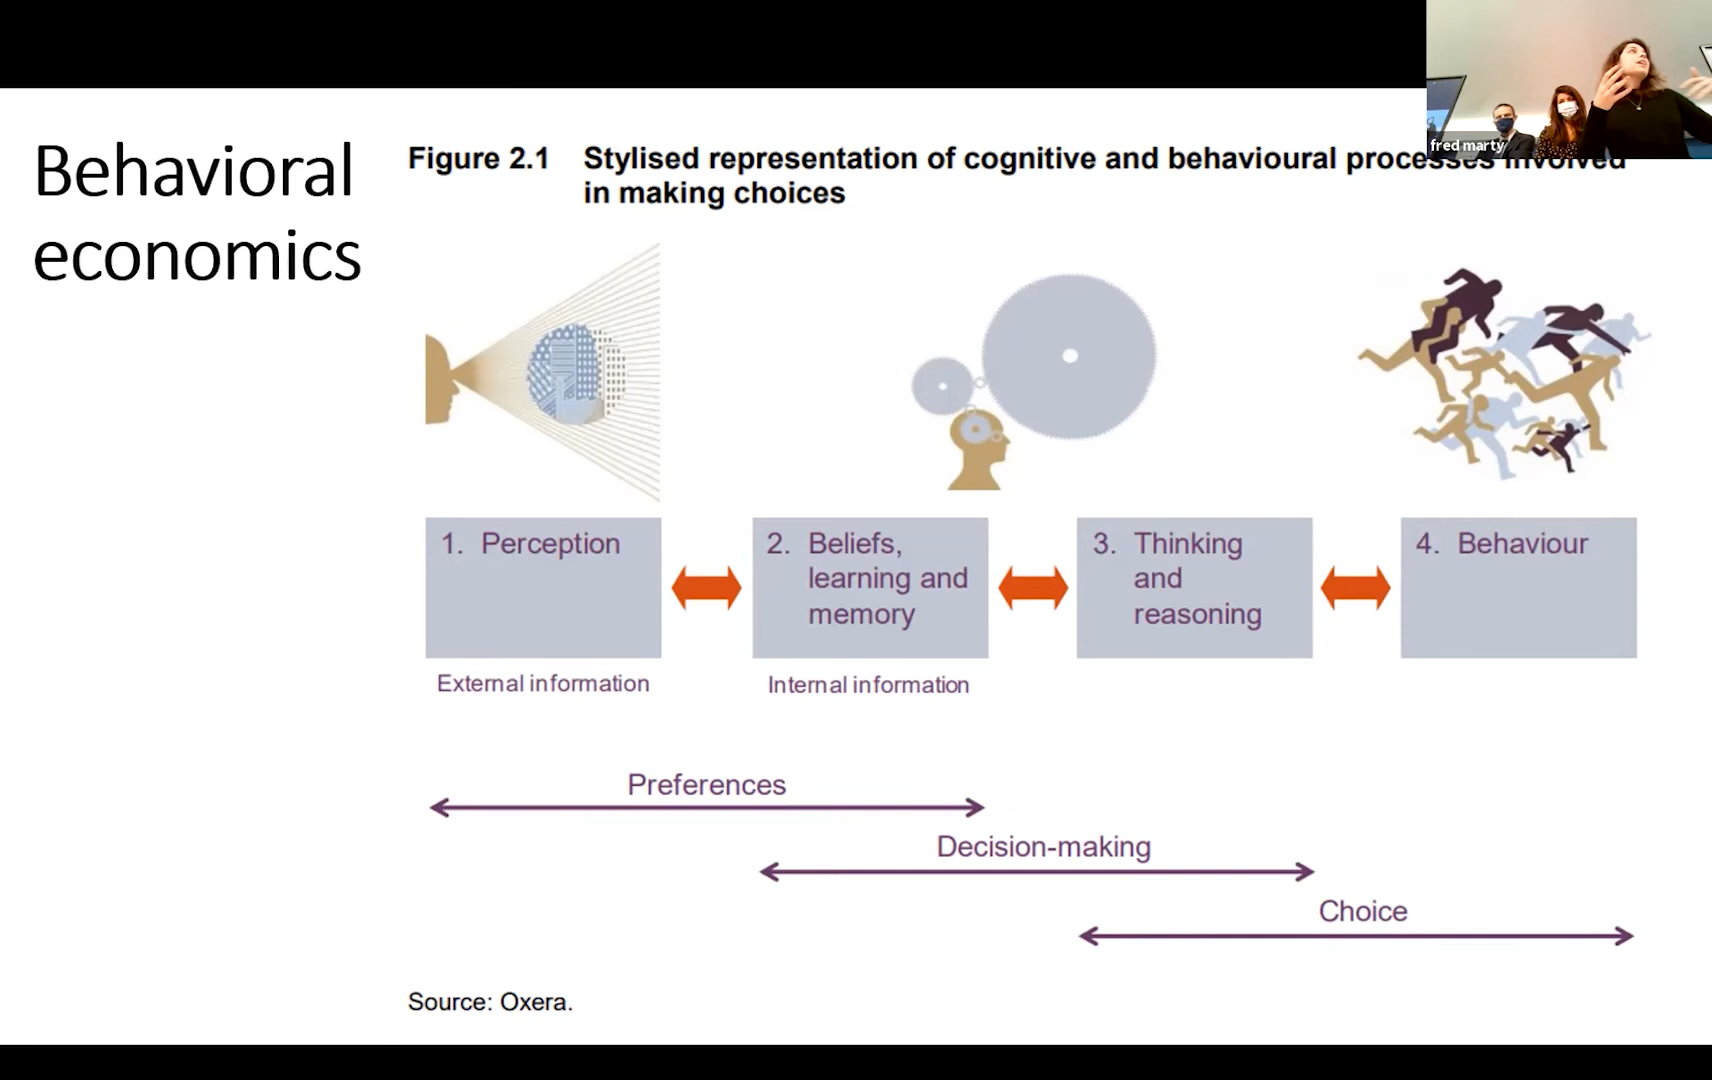 Behavioral
economics
Figure 2.1 Stylised representation of cognitive and behavioural processes involved
in making choices
fred marty
1. Perception
2. Beliefs,
learning and
memory
3. Thinking
and
reasoning
4. Behaviour
External information
Internal information
Preferences
Decision-making
Choice
Source: Oxera.